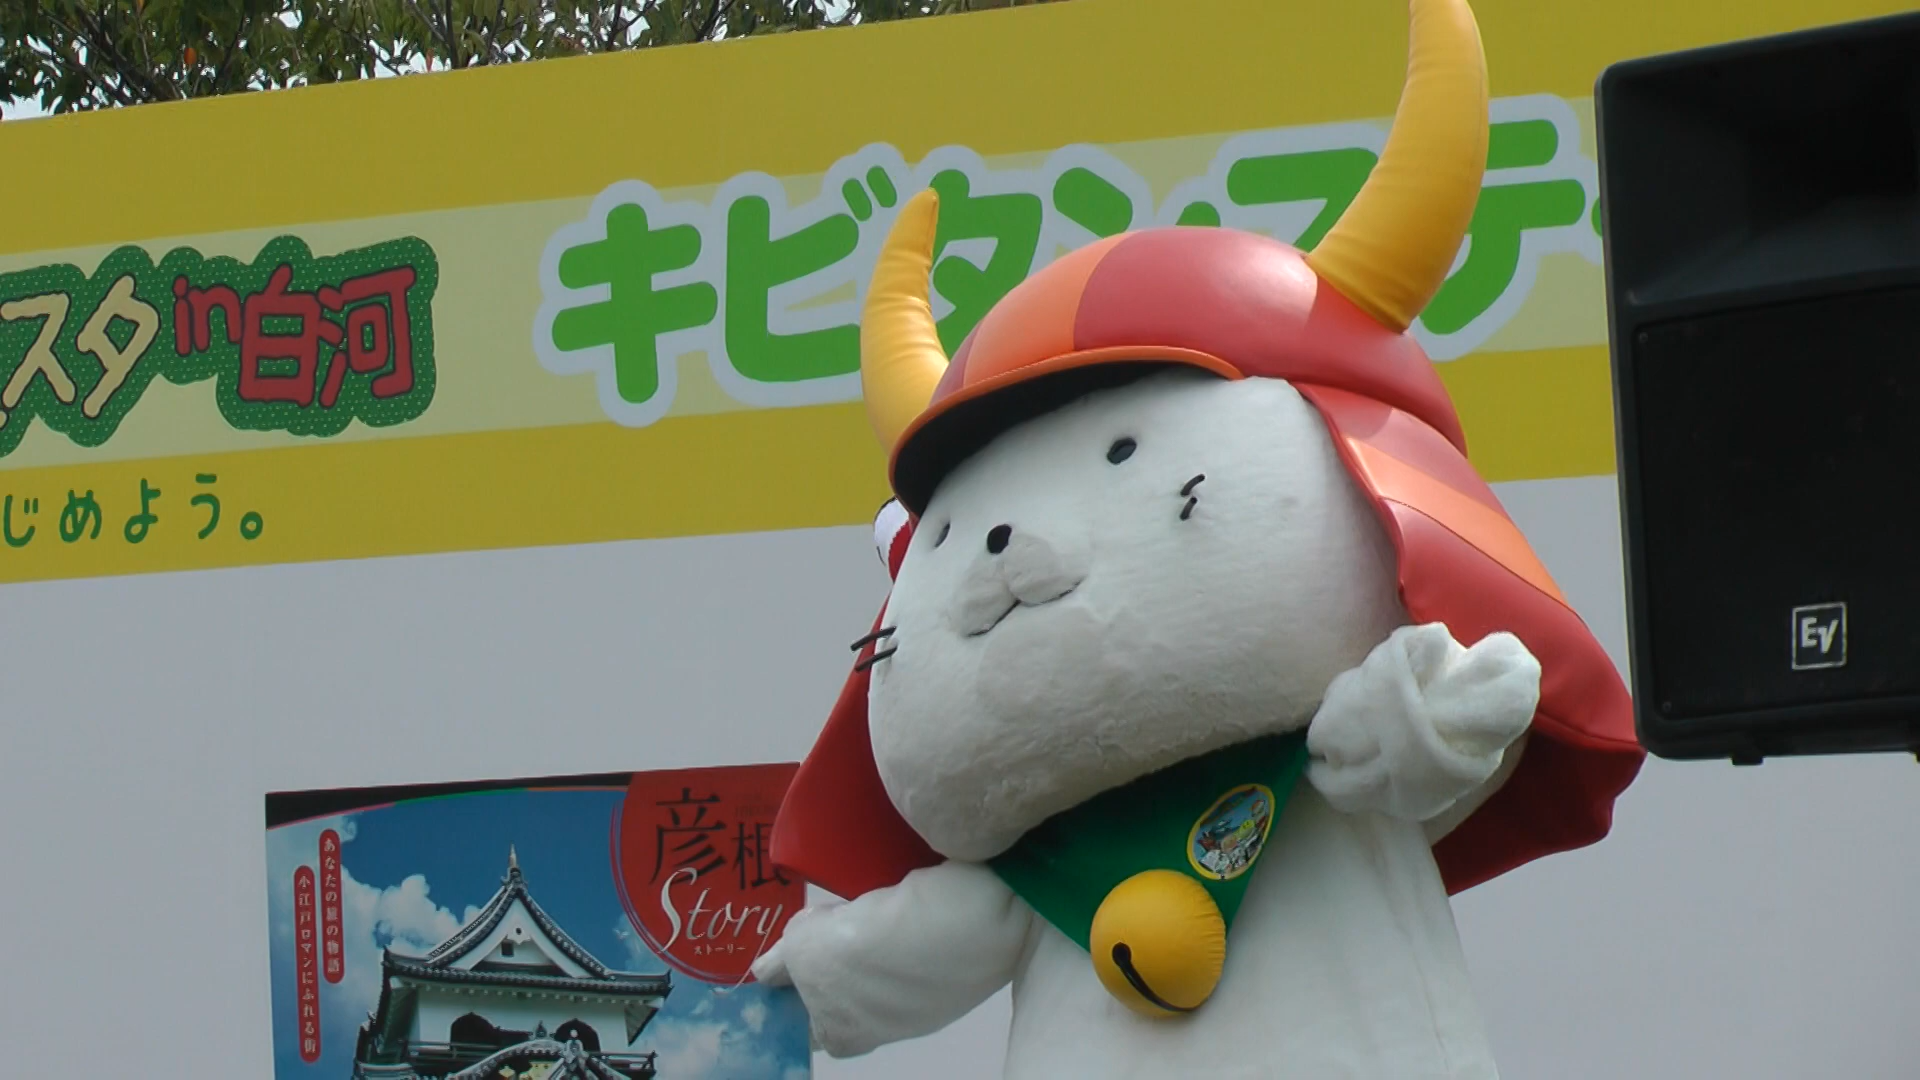 スタin白河
キビタンステ
じめよう。
彦根
Story
ストーリー
あなたの旅の物語
小江戸ロマンにふれる街
EV